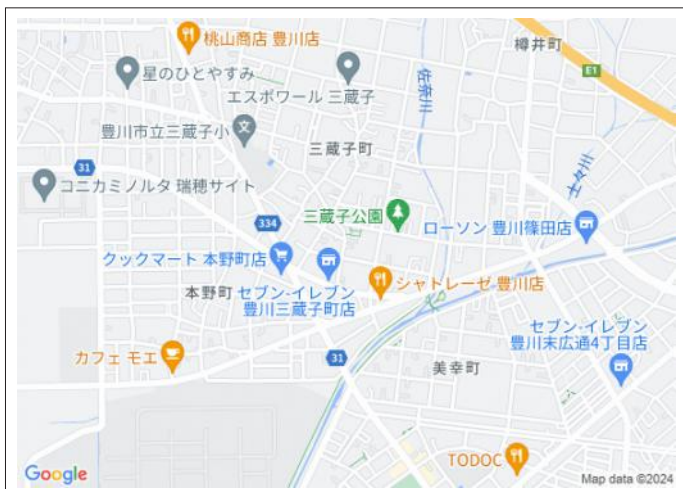 桃山商店 豊川店
樽井町
E1
星のひとやすみ
エスポワール 三蔵子
佐奈川
豊川市立三蔵子小
文
三蔵子町
31
コニカミノルタ 瑞穂サイト
334
三蔵子公園
ローソン 豊川篠田店
クックマート 本野町店
本野町
セブン-イレブン
豊川三蔵子町店
シャトレーゼ 豊川店
セブン-イレブン
豊川末広通4丁目店
カフェ モエ
31
美幸町
TODOC
Google
Map data ©2024